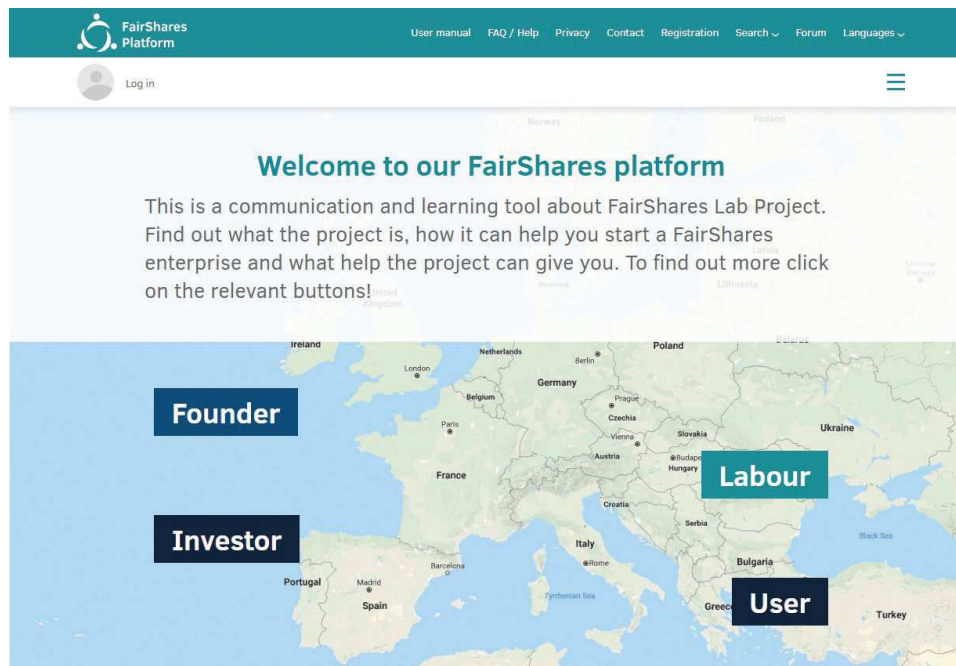 FairShares
Platform
User manual FAQ / Help Privacy Contact Registration Search Forum Languages
Log in
Norway
Finland
Welcome to our FairShares platform
This is a communication and learning tool about FairShares Lab Project.
Find out what the project is, how it can help you start a FairShares
enterprise and what help the project can give you. To find out more click
on the relevant buttons!
Latvia
Denmark
Lithuania
United
Kingdom
Ireland
Netherlands
Poland
Berlin
London
Germany
Belgium
Prague
Czechia
Founder
Paris
Vienna
Slovakia
Ukraine
Austria
Budape
Hungary
France
Labour
Croatia
Serbia
Investor
Italy
Black Sea
Barcelona
Rome
Bulgaria
Portugal
Madrid
Spain
Tyrrhenian Sea
Greec
User
Turkey